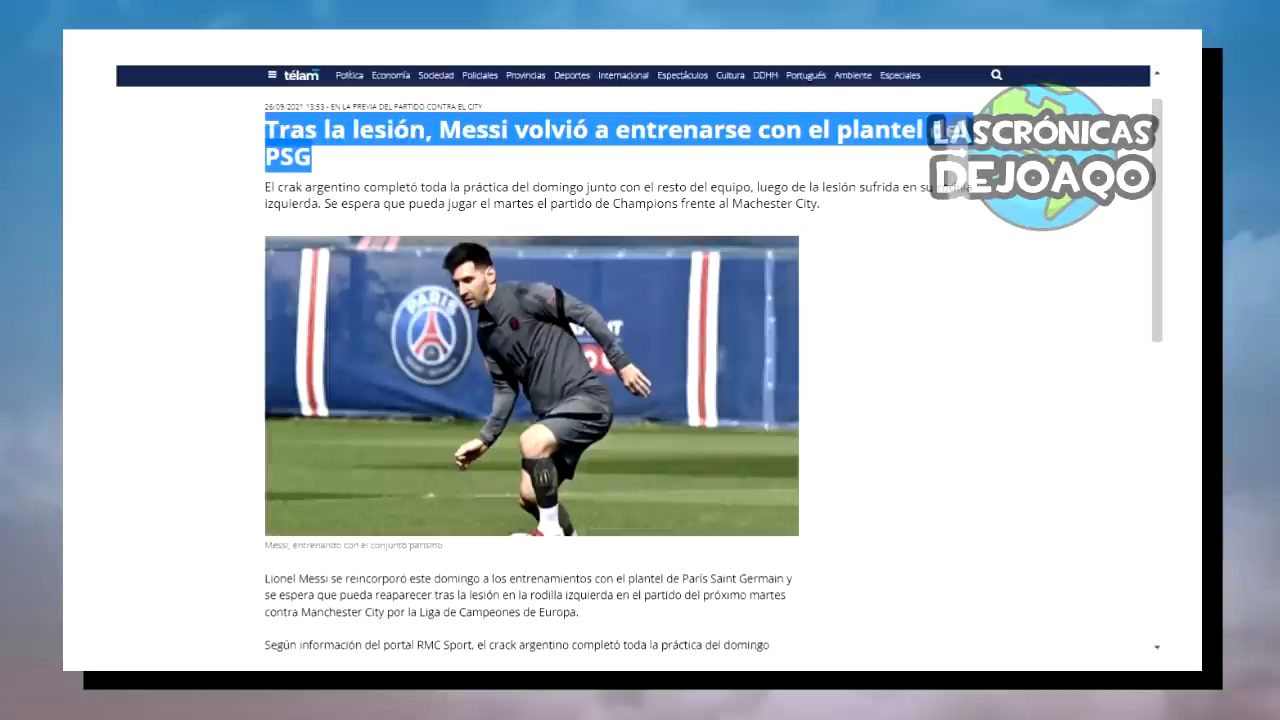 télam Política Economía Sociedad Policiales Provincias Deportes Internacional Espectáculos Cultura DDHH Portugués Ambiente Especiales
26/09/2021 13:53 - EN LA PREVIA DEL PARTIDO CONTRA EL CITY
Tras la lesión, Messi volvió a entrenarse con el plantel del
PSG
LAS CRÓNICAS
DE JOAQO
El crak argentino completó toda la práctica del domingo junto con el resto del equipo, luego de la lesión sufrida en su rodilla
izquierda. Se espera que pueda jugar el martes el partido de Champions frente al Machester City.
PARIS
Messi, entrenando con el conjunto parisino
Lionel Messi se reincorporó este domingo a los entrenamientos con el plantel de París Saint Germain y
se espera que pueda reaparecer tras la lesión en la rodilla izquierda en el partido del próximo martes
contra Manchester City por la Liga de Campeones de Europa.
Según información del portal RMC Sport, el crack argentino completó toda la práctica del domingo